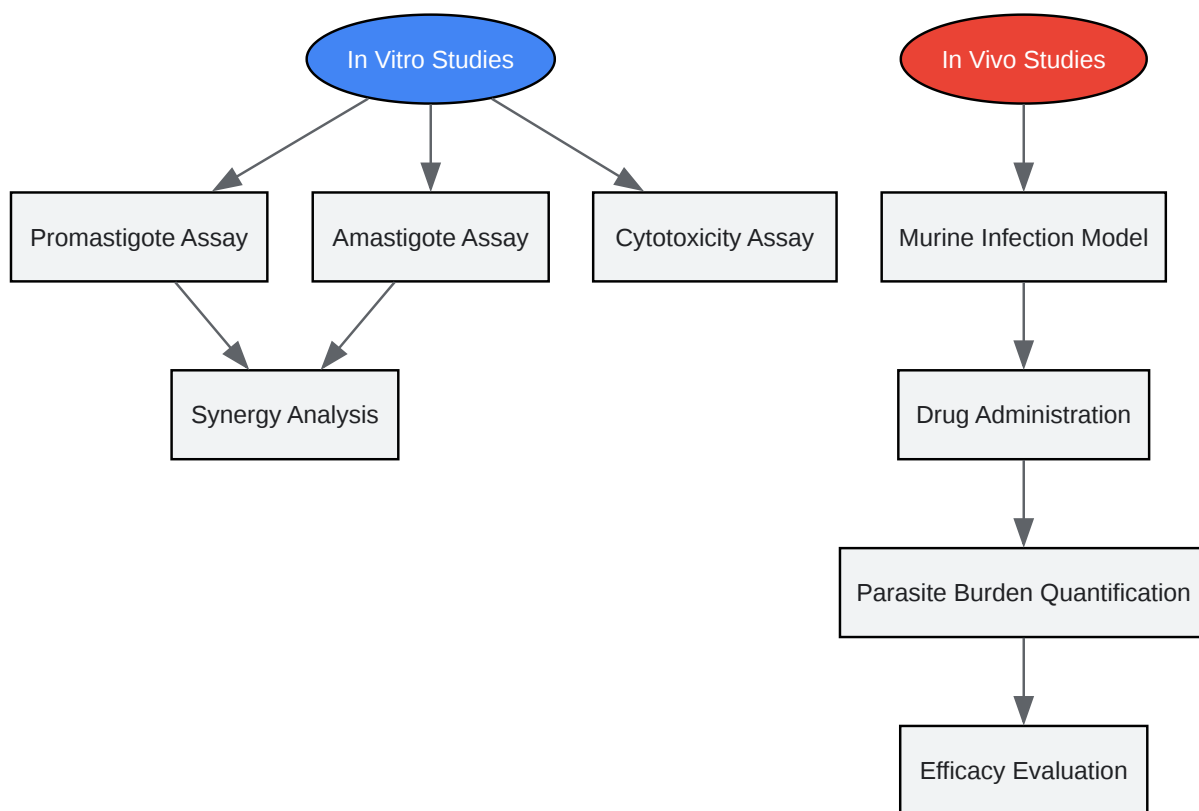 In Vitro Studies
In Vivo Studies
Promastigote Assay
Amastigote Assay
Cytotoxicity Assay
Murine Infection Model
Synergy Analysis
Drug Administration
Parasite Burden Quantification
Efficacy Evaluation